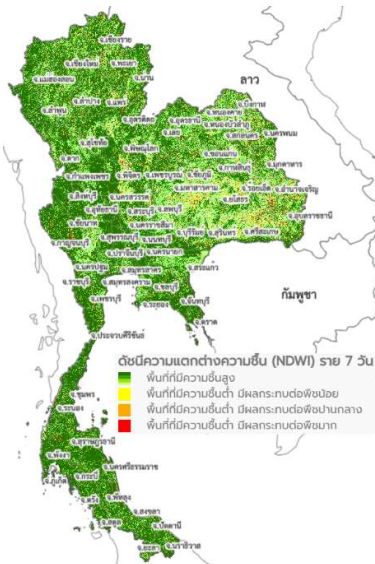 จ.เชียงราย
จ.เชียงใหม่
จ.พะเยา
จ.แม่ฮ่องสอน
จ.น่าน
ลาว
จ.ลำปาง
จ.แพร่
จ.ลำพูน
จ.บึงกาฬ
จ.หนองคาย
จ.อุตรดิตถ์
จ.อุดรธานี
จ.หนองบัวลำภู
จ.เลย
จ.นครพนม
จ.สกลนคร
จ.สุโขทัย
จ.พิษณุโลก
จ.ตาก
จ.ขอนแก่น
จ.กาฬสินธุ์
จ.มุกดาหาร
จ.กำแพงเพชร
จ.พิจิตร
จ.เพชรบูรณ์
จ.ชัยภูมิ
จ.มหาสารคาม
จ.ร้อยเอ็ด
จ.อำนาจเจริญ
จ.สิงห์บุรี
จ.นครสวรรค์
จ.ยโสธร
จ.อุทัยธานี
จ.สระบุรี
จ.ลพบุรี
จ.อุบลราชธานี
จ.ชัยนาท
จ.นครราชสีมา
จ.บุรีรัมย์
จ.สุรินทร์
จ.ศรีสะเกษ
จ.กาญจนบุรี
จ.สุพรรณบุรี
จ.นนทบุรี
จ.ปราจีนบุรี
จ.นครนายก
จ.สระแก้ว
จ.นครปฐม
จ.สมุทรสาคร
จ.ราชบุรี
จ.สมุทรสงคราม
จ.ชลบุรี
กัมพูชา
จ.เพชรบุรี
จ.ระยอง
จ.จันทบุรี
จ.ตราด
จ.ประจวบคีรีขันธ์
ดัชนีความแตกต่างความชื้น (NDWI) ราย 7 วัน
พื้นที่ที่มีความชื้นสูง
พื้นที่ที่มีความชื้นต่ำ มีผลกระทบต่อพืชน้อย
พื้นที่ที่มีความชื้นต่ำ มีผลกระทบต่อพืชปานกลาง
พื้นที่ที่มีความชื้นต่ำ มีผลกระทบต่อพืชมาก
จ.ชุมพร
จ.ระนอง
จ.สุราษฎร์ธานี
จ.พังงา
จ.นครศรีธรรมราช
จ.กระบี่
จ.ภูเก็ต
จ.ตรัง
จ.พัทลุง
จ.สงขลา
จ.สตูล
จ.ปัตตานี
จ.ยะลา
จ.นราธิวาส